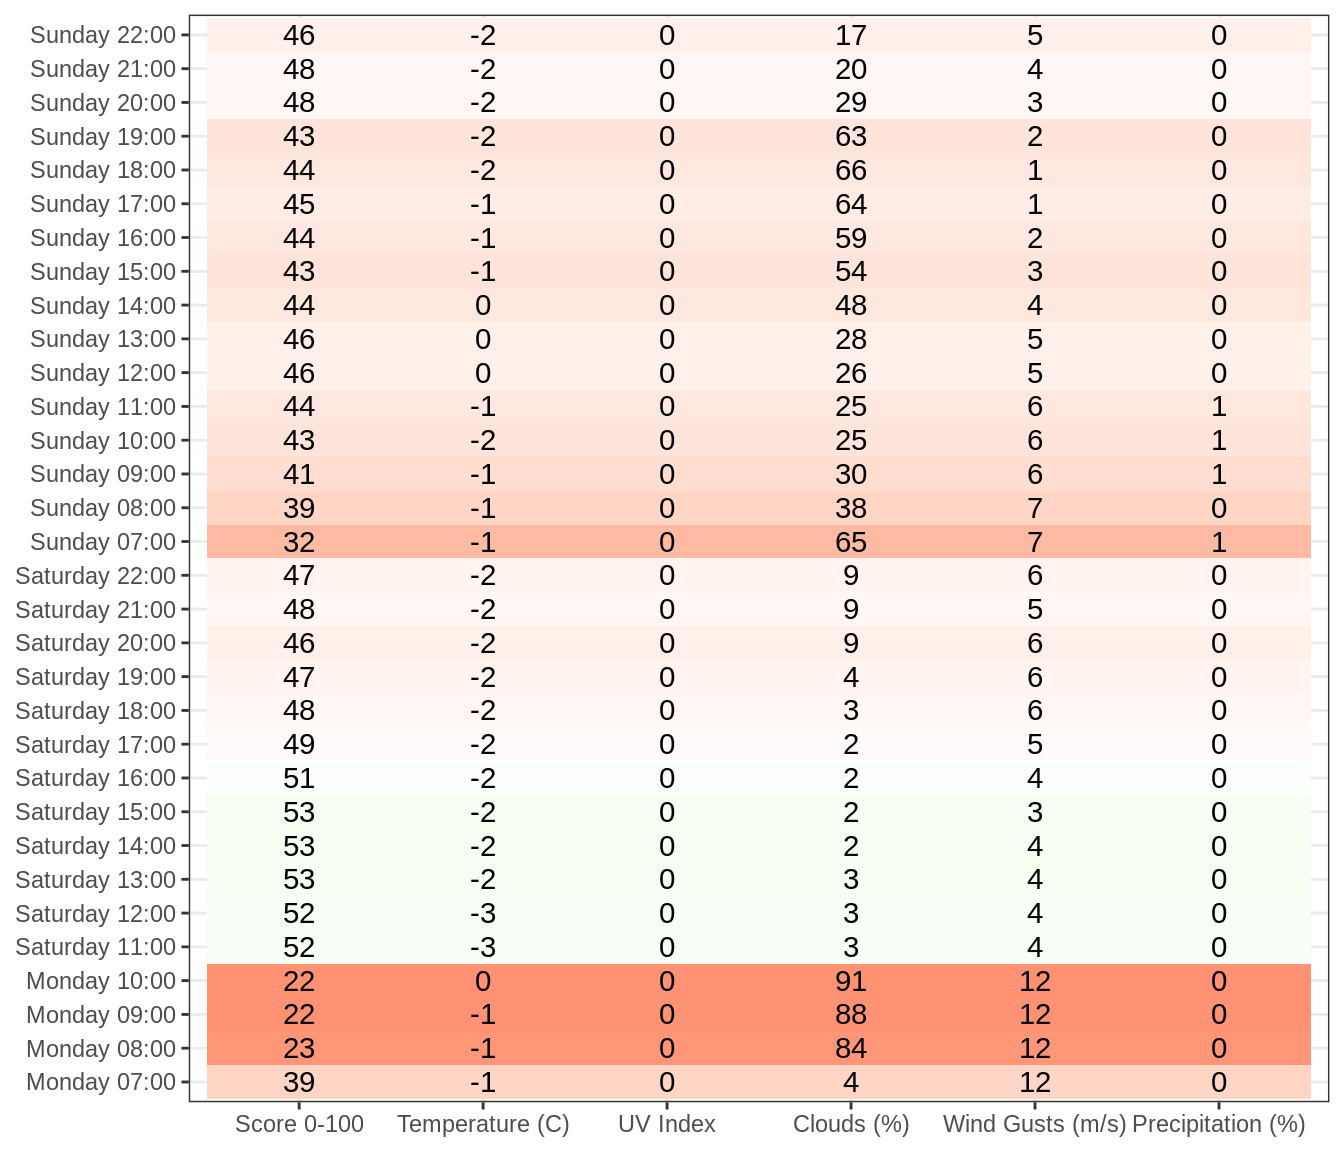 Sunday 22:00 46 -2 0 17 5 0
Sunday 21:00 48 -2 0 20 4 0
Sunday 20:00 48 -2 0 29 3 0
Sunday 19:00 43 -2 0 63 2 0
Sunday 18:00 44 -2 0 66 1 0
Sunday 17:00 45 -1 0 64 1 0
Sunday 16:00 44 -1 0 59 2 0
Sunday 15:00 43 -1 0 54 3 0
Sunday 14:00 44 0 0 48 4 0
Sunday 13:00 46 0 0 28 5 0
Sunday 12:00 46 0 0 26 5 0
Sunday 11:00 44 -1 0 25 6 1
Sunday 10:00 43 -2 0 25 6 1
Sunday 09:00 41 -1 0 30 6 1
Sunday 08:00 39 -1 0 38 7 0
Sunday 07:00 32 -1 0 65 7 1
Saturday 22:00 47 -2 0 9 6 0
Saturday 21:00 48 -2 0 9 5 0
Saturday 20:00 46 -2 0 9 6 0
Saturday 19:00 47 -2 0 4 6 0
Saturday 18:00 48 -2 0 3 6 0
Saturday 17:00 49 -2 0 2 5 0
Saturday 16:00 51 -2 0 2 4 0
Saturday 15:00 53 -2 0 2 3 0
Saturday 14:00 53 -2 0 2 4 0
Saturday 13:00 53 -2 0 3 4 0
Saturday 12:00 52 -3 0 3 4 0
Saturday 11:00 52 -3 0 3 4 0
Monday 10:00 22 0 0 91 12 0
Monday 09:00 22 -1 0 88 12 0
Monday 08:00 23 -1 0 84 12 0
Monday 07:00 39 -1 0 4 12 0
Score 0-100 Temperature (C) UV Index Clouds (%) Wind Gusts (m/s) Precipitation (%)